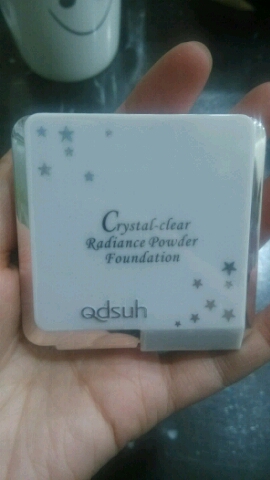 Crystal-clear
Radiance Powder
Foundation
Qdsuh